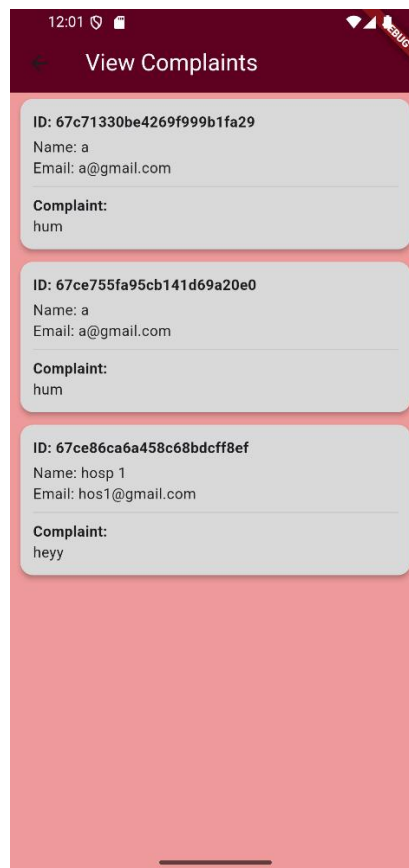 12:01
DEBUG
View Complaints
ID: 67c71330be4269f999b1fa29
Name: a
Email: a@gmail.com
Complaint:
hum
ID: 67ce755fa95cb141d69a20e0
Name: a
Email: a@gmail.com
Complaint:
hum
ID: 67ce86ca6a458c68bdcff8ef
Name: hosp 1
Email: hos1@gmail.com
Complaint:
heyy